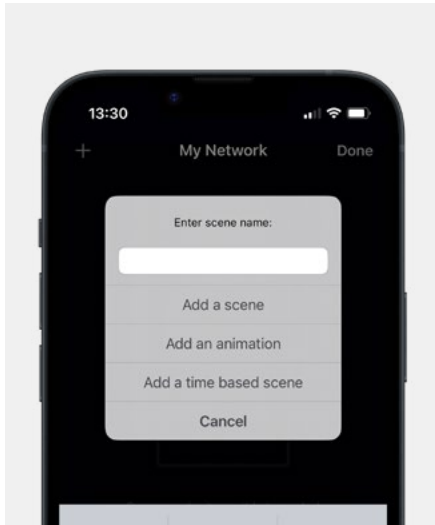 13:30
+ My Network Done
Enter scene name:
Add a scene
Add an animation
Add a time based scene
Cancel